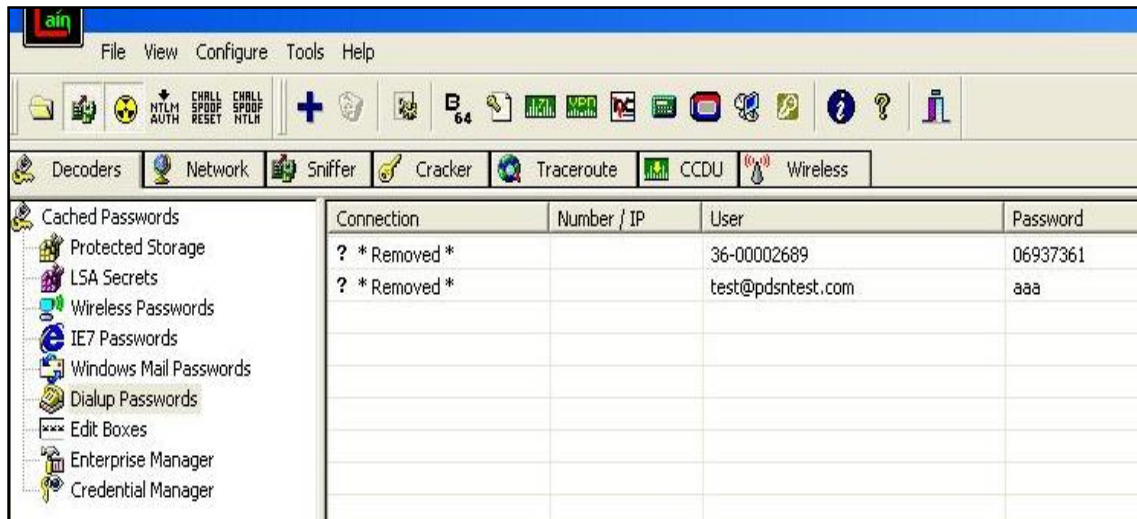 ain
File View Configure Tools Help
NTLM AUTH CHALL SPOOF RESET CHALL SPOOF NTLM B64 VPN
Decoders Network Sniffer Cracker Traceroute CCDU Wireless
Cached Passwords
Protected Storage
LSA Secrets
Wireless Passwords
IE7 Passwords
Windows Mail Passwords
Dialup Passwords
Edit Boxes
Enterprise Manager
Credential Manager
Connection Number / IP User Password
? * Removed * 36-00002689 06937361
? * Removed * test@pdsntest.com aaa